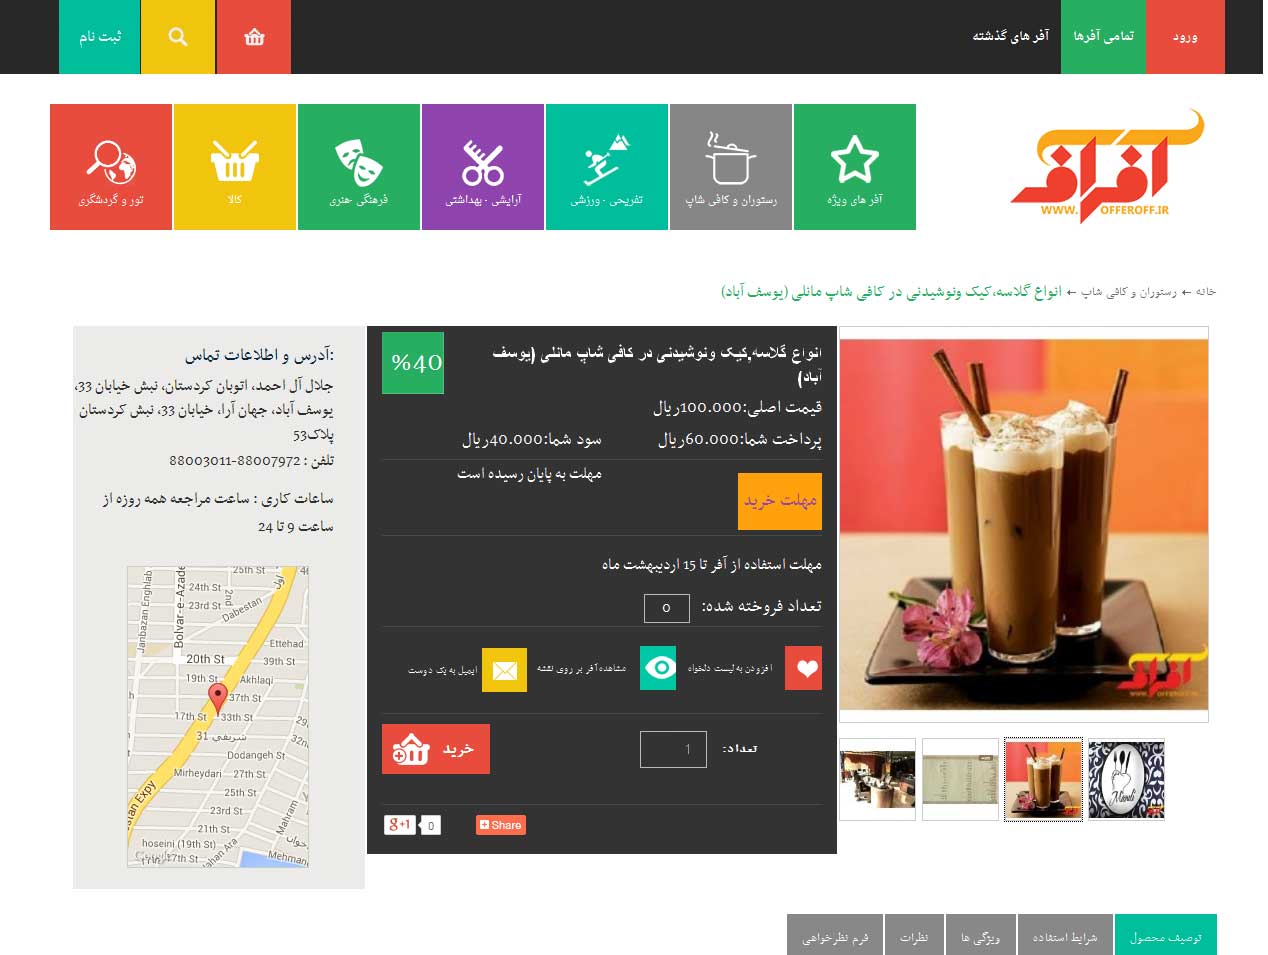 ورود
تمامی آفرها
آفر های گذشته
ثبت نام
آفرآف
WWW. OFFEROFF.IR
آفر های ویژه
رستوران و کافی شاپ
تفریحی - ورزشی
آرایشی - بهداشتی
فرهنگی -هنری
کالا
تور و گردشگری
خانه ← رستوران و کافی شاپ ← انواع گلاسه،کیک ونوشیدنی در کافی شاپ مانلی (یوسف آباد)
انواع گلاسه,کیک ونوشیدنی در کافی شاپ مانلی (یوسف
آباد)
%40
قیمت اصلی:100.000ریال
پرداخت شما:60.000ریال
سود شما:40.000ریال
مهلت خرید
مهلت به پایان رسیده است
مهلت استفاده از آفر تا 15 اردیبهشت ماه
تعداد فروخته شده: 0
افزودن به لیست دلخواه
مشاهده آفر بر روی نقشه
ایمیل به یک دوست
تعداد: 1
خرید
g+1 0
Share
:آدرس و اطلاعات تماس
جلال آل احمد، اتوبان کردستان، نبش خیابان 33،
یوسف آباد، جهان آرا، خیابان 33، نبش کردستان
پلاک53
تلفن : 88007972-88003011
ساعات کاری : ساعت مراجعه همه روزه از
ساعت 9 تا 24
25th St
24th St
23rd St
2nd
Dabestan
Janbazan Enghlab
Bolvar-e-Azade
Ettehad
20th St
39th St
19th St
Akhlaqi
37th St
17th St
33th St
شریفی 31
32n
29th
Dodangeh St
Mirheydari
27th St
25th St
23rd St
21th St
Mahram
stan Expy
hoseini (19th St)
17th St
Mehmane
Manli
توصیف محصول
شرایط استفاده
ویژگی ها
نظرات
فرم نظرخواهی